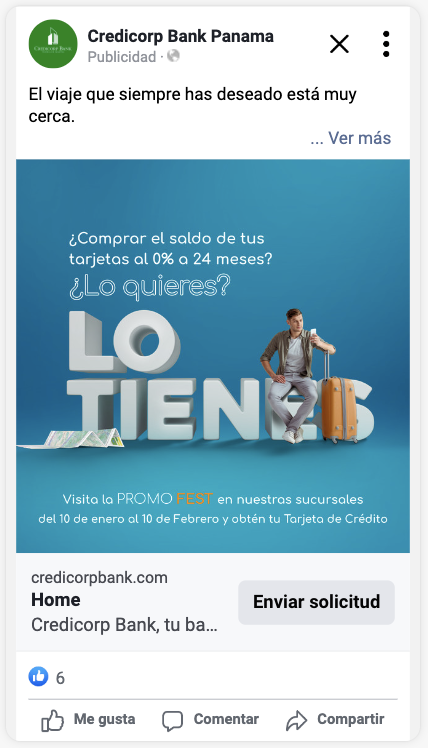 CREDICORP BANK
Credicorp Bank Panama
Publicidad ·
El viaje que siempre has deseado está muy
cerca.
... Ver más
¿Comprar el saldo de tus
tarjetas al 0% a 24 meses?
¿Lo quieres?
LO
TIENES
Visita la PROMO FEST en nuestras sucursales
del 10 de enero al 10 de Febrero y obtén tu Tarjeta de Crédito
credicorpbank.com
Home
Credicorp Bank, tu ba...
Enviar solicitud
6
Me gusta
Comentar
Compartir